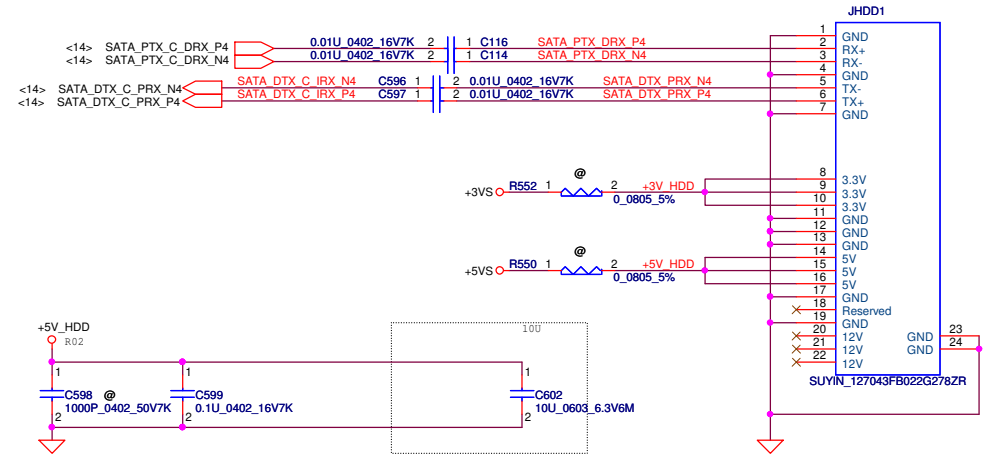 JHDD1
<14> SATA_PTX_C_DRX_P4 0.01U_0402_16V7K 2 1 C116 SATA_PTX_DRX_P4 1 GND
<14> SATA_PTX_C_DRX_N4 0.01U_0402_16V7K 2 1 C114 SATA_PTX_DRX_N4 2 RX+
3 RX-
4 GND
<14> SATA_DTX_C_PRX_N4 SATA_DTX_C_IRX_N4 C596 1 2 0.01U_0402_16V7K SATA_DTX_PRX_N4 5 TX-
<14> SATA_DTX_C_PRX_P4 SATA_DTX_C_IRX_P4 C597 1 2 0.01U_0402_16V7K SATA_DTX_PRX_P4 6 TX+
7 GND
8 3.3V
@
+3VS R552 1 2 +3V_HDD 9 3.3V
0_0805_5%
10 3.3V
11 GND
12 GND
13 GND
14 5V
@
+5VS R550 1 2 +5V_HDD 15 5V
0_0805_5%
16 5V
17 GND
18 Reserved
19 GND
20 12V GND 23
21 12V GND 24
22 12V
SUYIN_127043FB022G278ZR
+5V_HDD
R02
10U
1 1 1
C598 @ C599 C602
1000P_0402_50V7K 0.1U_0402_16V7K 10U_0603_6.3V6M
2 2 2